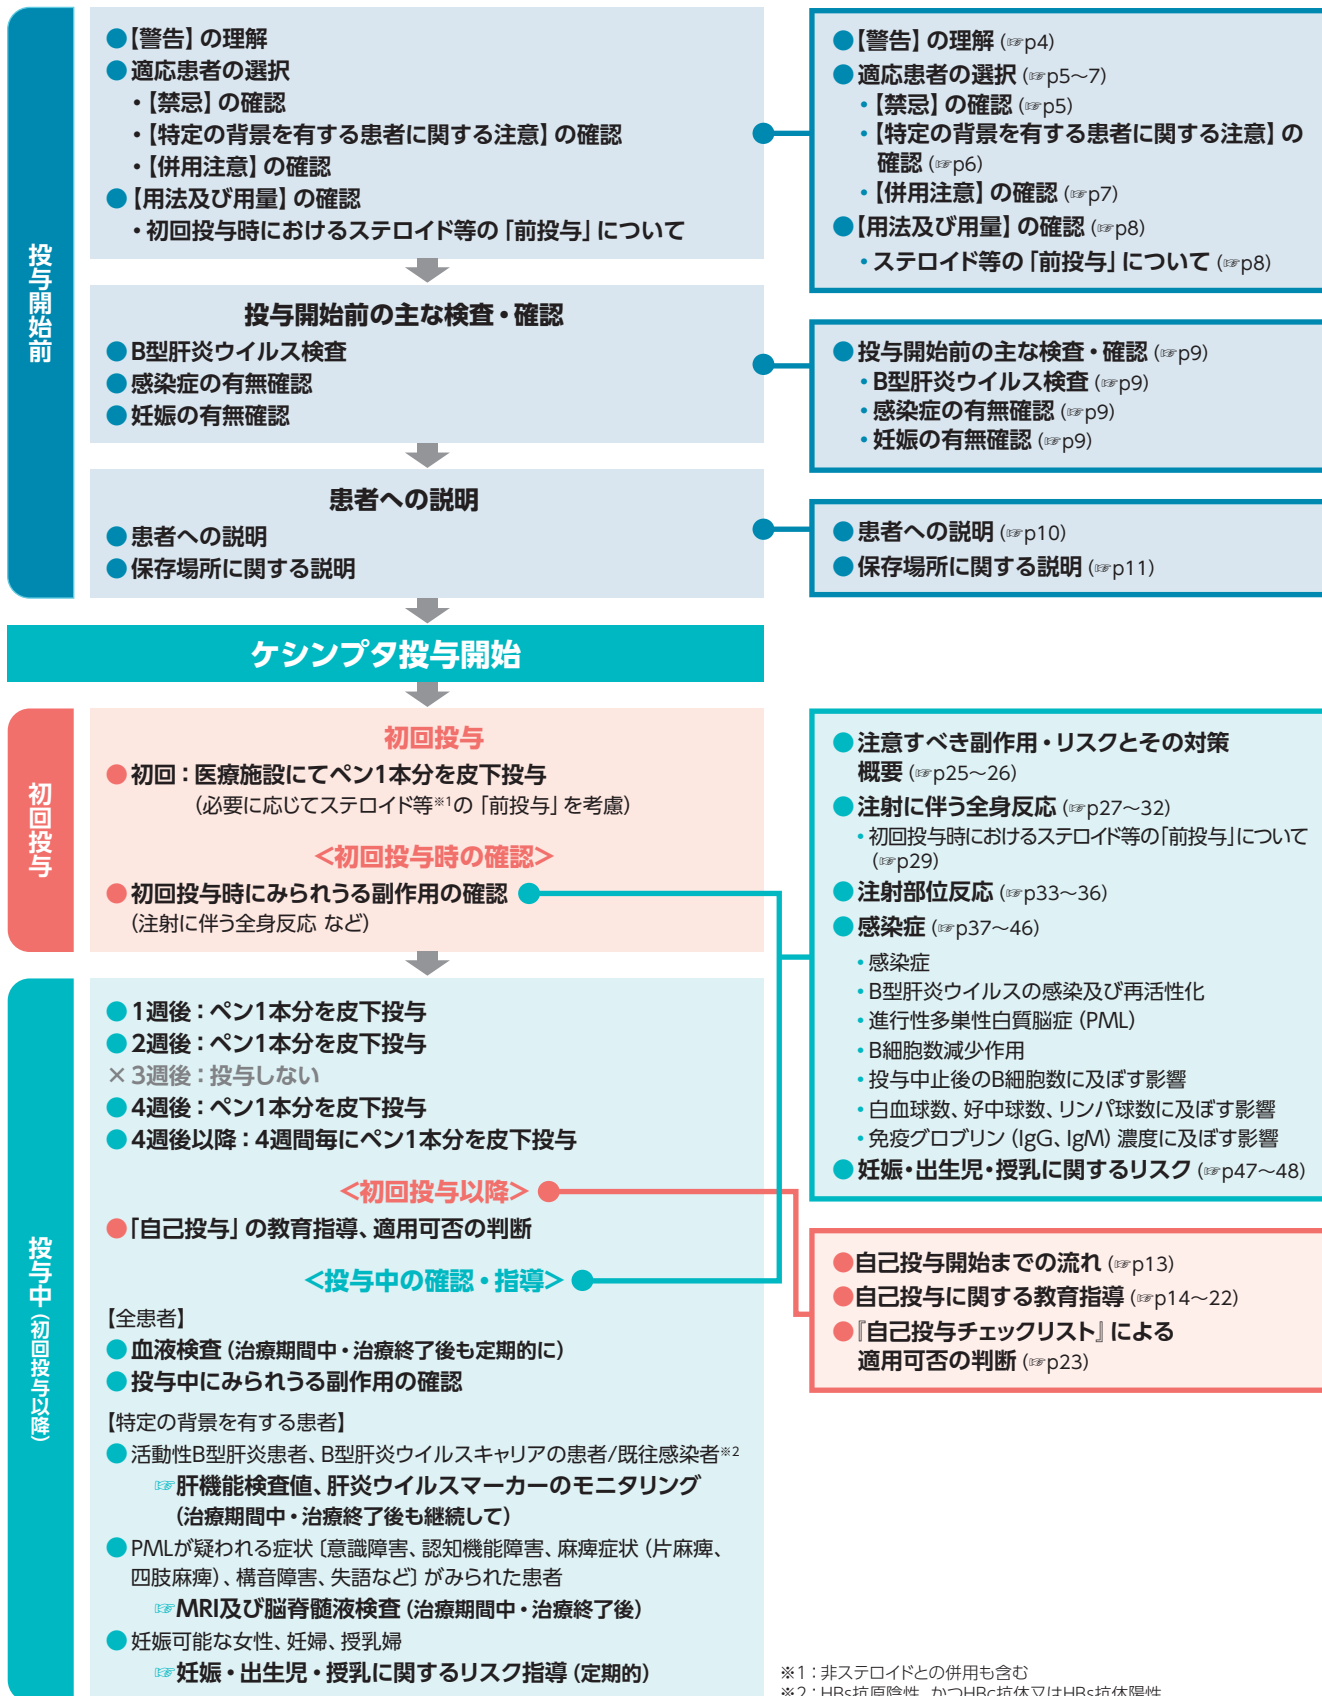 投与開始前
●【警告】の理解
●適応患者の選択
・【禁忌】の確認
・【特定の背景を有する患者に関する注意】の確認
・【併用注意】の確認
●【用法及び用量】の確認
・初回投与時におけるステロイド等の「前投与」について
●【警告】の理解(☞p4)
●適応患者の選択(☞p5~7)
・【禁忌】の確認(☞p5)
・【特定の背景を有する患者に関する注意】の
確認(☞p6)
・【併用注意】の確認(☞p7)
●【用法及び用量】の確認(☞p8)
・ステロイド等の「前投与」について(☞p8)
投与開始前の主な検査・確認
●B型肝炎ウイルス検査
●感染症の有無確認
●妊娠の有無確認
●投与開始前の主な検査・確認(☞p9)
・B型肝炎ウイルス検査(☞p9)
・感染症の有無確認(☞p9)
・妊娠の有無確認(☞p9)
患者への説明
●患者への説明
●保存場所に関する説明
●患者への説明(☞p10)
●保存場所に関する説明(☞p11)
ケシンプタ投与開始
初回投与
初回投与
●初回:医療施設にてペン1本分を皮下投与
(必要に応じてステロイド等※1の「前投与」を考慮)
<初回投与時の確認>
●初回投与時にみられうる副作用の確認
(注射に伴う全身反応 など)
●注意すべき副作用・リスクとその対策
概要(☞p25~26)
●注射に伴う全身反応(☞p27~32)
・初回投与時におけるステロイド等の「前投与」について
(☞p29)
●注射部位反応(☞p33~36)
●感染症(☞p37~46)
・感染症
・B型肝炎ウイルスの感染及び再活性化
・進行性多巣性白質脳症(PML)
・B細胞数減少作用
・投与中止後のB細胞数に及ぼす影響
・白血球数、好中球数、リンパ球数に及ぼす影響
・免疫グロブリン(IgG、IgM)濃度に及ぼす影響
●妊娠・出生児・授乳に関するリスク(☞p47~48)
投与中(初回投与以降)
●1週後:ペン1本分を皮下投与
●2週後:ペン1本分を皮下投与
×3週後:投与しない
●4週後:ペン1本分を皮下投与
●4週後以降:4週間毎にペン1本分を皮下投与
<初回投与以降>
●「自己投与」の教育指導、適用可否の判断
<投与中の確認・指導>
●自己投与開始までの流れ(☞p13)
●自己投与に関する教育指導(☞p14~22)
●『自己投与チェックリスト』による
適用可否の判断(☞p23)
【全患者】
●血液検査(治療期間中・治療終了後も定期的に)
●投与中にみられうる副作用の確認
【特定の背景を有する患者】
●活動性B型肝炎患者、B型肝炎ウイルスキャリアの患者/既往感染者※2
☞肝機能検査値、肝炎ウイルスマーカーのモニタリング
(治療期間中・治療終了後も継続して)
●PMLが疑われる症状〔意識障害、認知機能障害、麻痺症状(片麻痺、
四肢麻痺)、構音障害、失語など〕がみられた患者
☞MRI及び脳脊髄液検査(治療期間中・治療終了後)
●妊娠可能な女性、妊婦、授乳婦
☞妊娠・出生児・授乳に関するリスク指導(定期的)
※1:非ステロイドとの併用も含む
※2:HBs抗原陰性、かつHBc抗体又はHBs抗体陽性